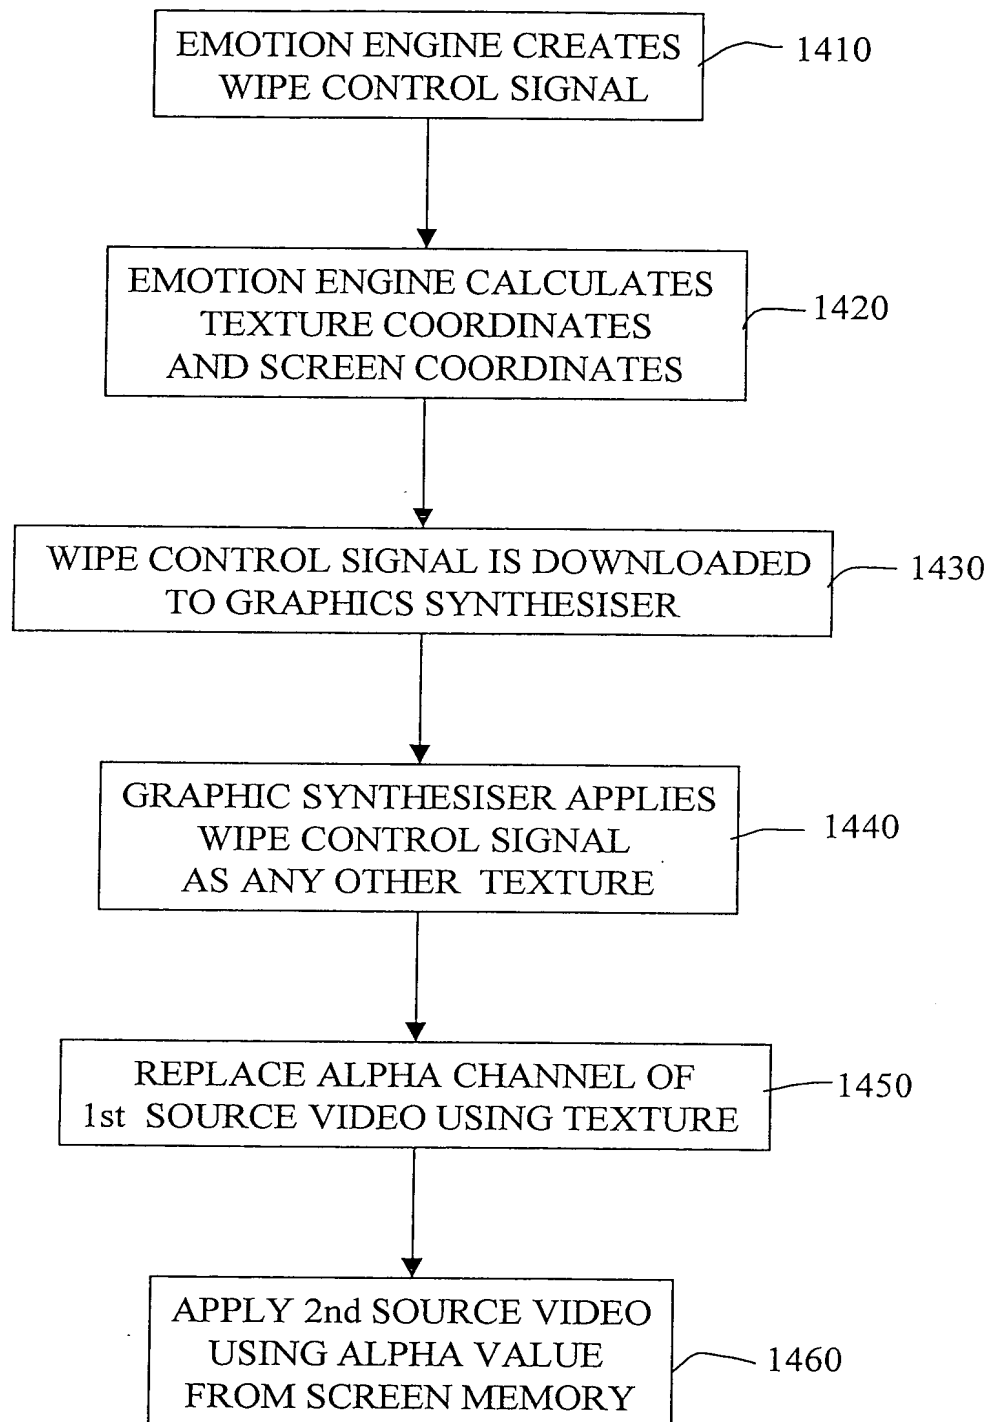 EMOTION ENGINE CREATES
WIPE CONTROL SIGNAL
1410
EMOTION ENGINE CALCULATES
TEXTURE COORDINATES
AND SCREEN COORDINATES
1420
WIPE CONTROL SIGNAL IS DOWNLOADED
TO GRAPHICS SYNTHESISER
1430
GRAPHIC SYNTHESISER APPLIES
WIPE CONTROL SIGNAL
AS ANY OTHER TEXTURE
1440
REPLACE ALPHA CHANNEL OF
1st SOURCE VIDEO USING TEXTURE
1450
APPLY 2nd SOURCE VIDEO
USING ALPHA VALUE
FROM SCREEN MEMORY
1460